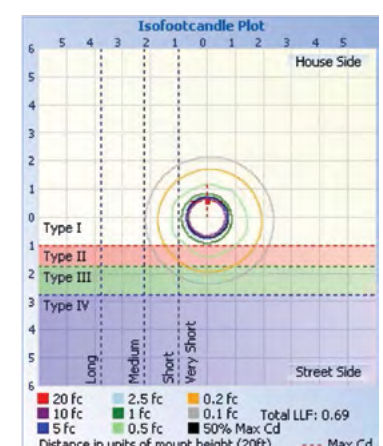 Isofootcandle Plot
5 4 3 2 1 0 1 2 3 4 5
6
House Side
5
4
3
2
1
0
Type I
1
Type II
2
Type III
3
Type IV
4
5
6
Long
Medium
Short
Very Short
Street Side
20 fc 2.5 fc 0.2 fc
10 fc 1 fc 0.1 fc Total LLF: 0.69
5 fc 0.5 fc 50% Max Cd
Distance in units of mount height (20ft) Max Cd